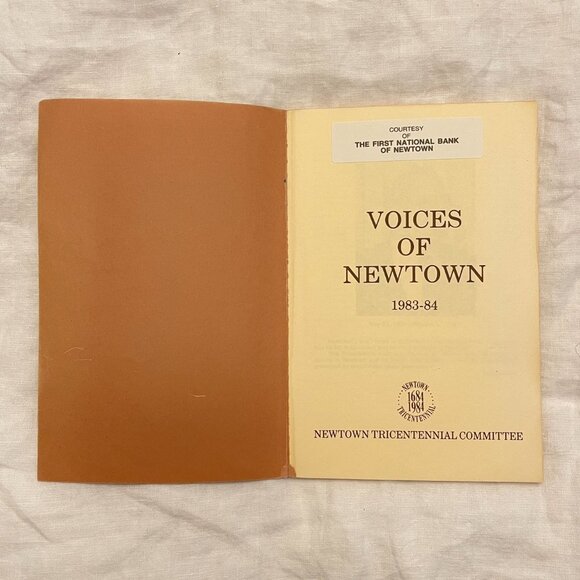 COURTESY
OF
THE FIRST NATIONAL BANK
OF NEWTOWN
VOICES
OF
NEWTOWN
1983-84
NEWTOWN
1684
1984
TRICENTENNIAL
NEWTOWN TRICENTENNIAL COMMITTEE